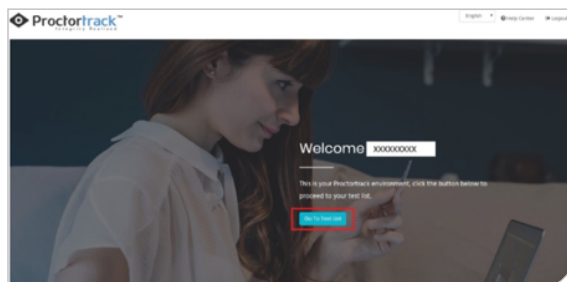 Proctortrack™
Integrity Realized
English
Help Center
Logout
Welcome xxxxxxxxx
This is your Proctortrack environment, click the button below to
proceed to your test list.
Go To Test List